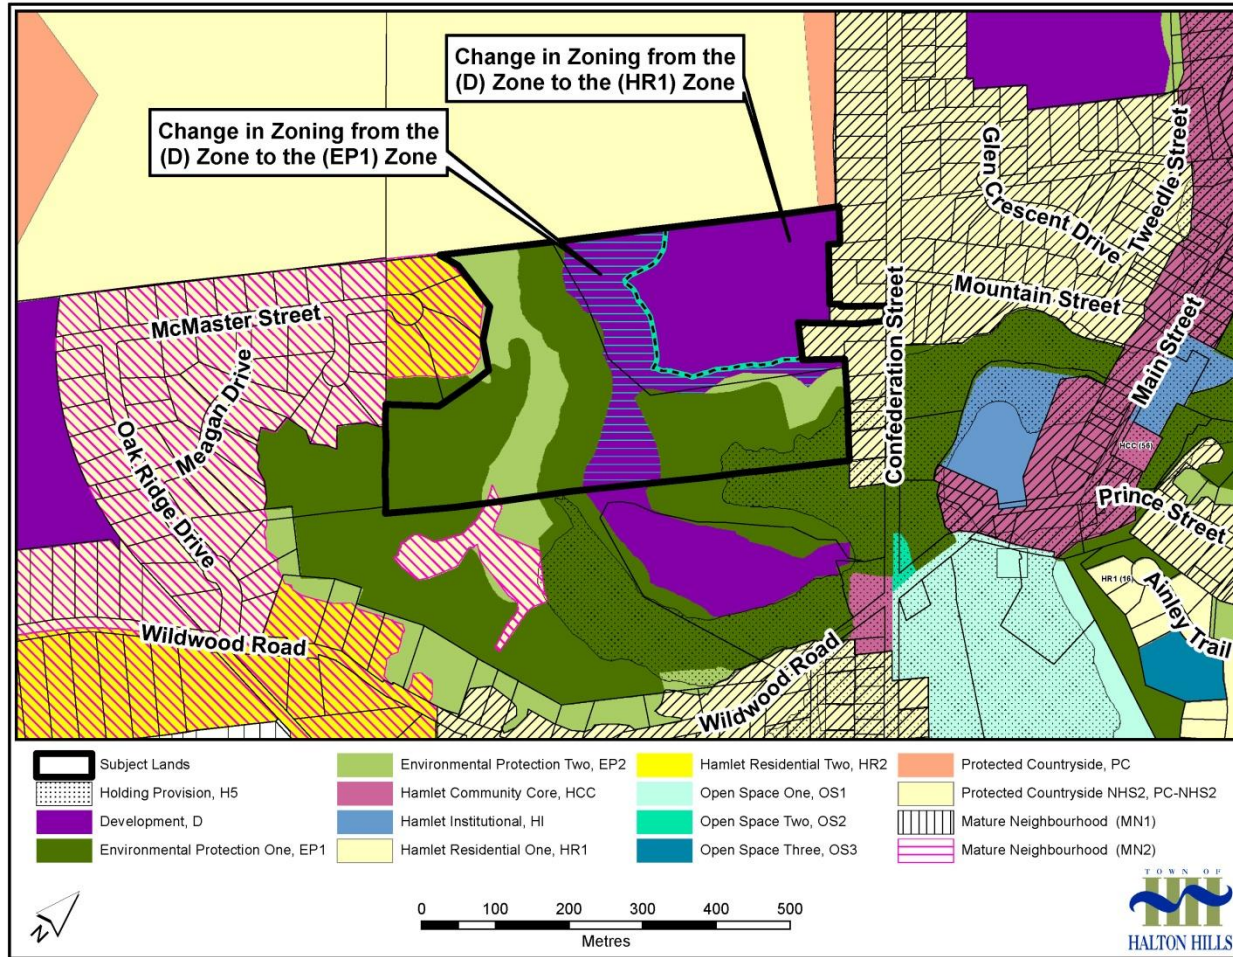 Change in Zoning from the
(D) Zone to the (HR1) Zone
Change in Zoning from the
(D) Zone to the (EP1) Zone
Glen
Crescent Drive
Tweedle Street
Mountain Street
Main Street
McMaster Street
Meagan Drive
Oak Ridge Drive
Confederation Street
HCC (56)
Prince Street
HR1 (16)
Ainley Trail
Wildwood Road
Wildwood Road
Subject Lands
Holding Provision, H5
Development, D
Environmental Protection One, EP1
Environmental Protection Two, EP2
Hamlet Community Core, HCC
Hamlet Institutional, HI
Hamlet Residential One, HR1
Hamlet Residential Two, HR2
Open Space One, OS1
Open Space Two, OS2
Open Space Three, OS3
Protected Countryside, PC
Protected Countryside NHS2, PC-NHS2
Mature Neighbourhood (MN1)
Mature Neighbourhood (MN2)
N
0 100 200 300 400 500
Metres
TOWN OF
HALTON HILLS